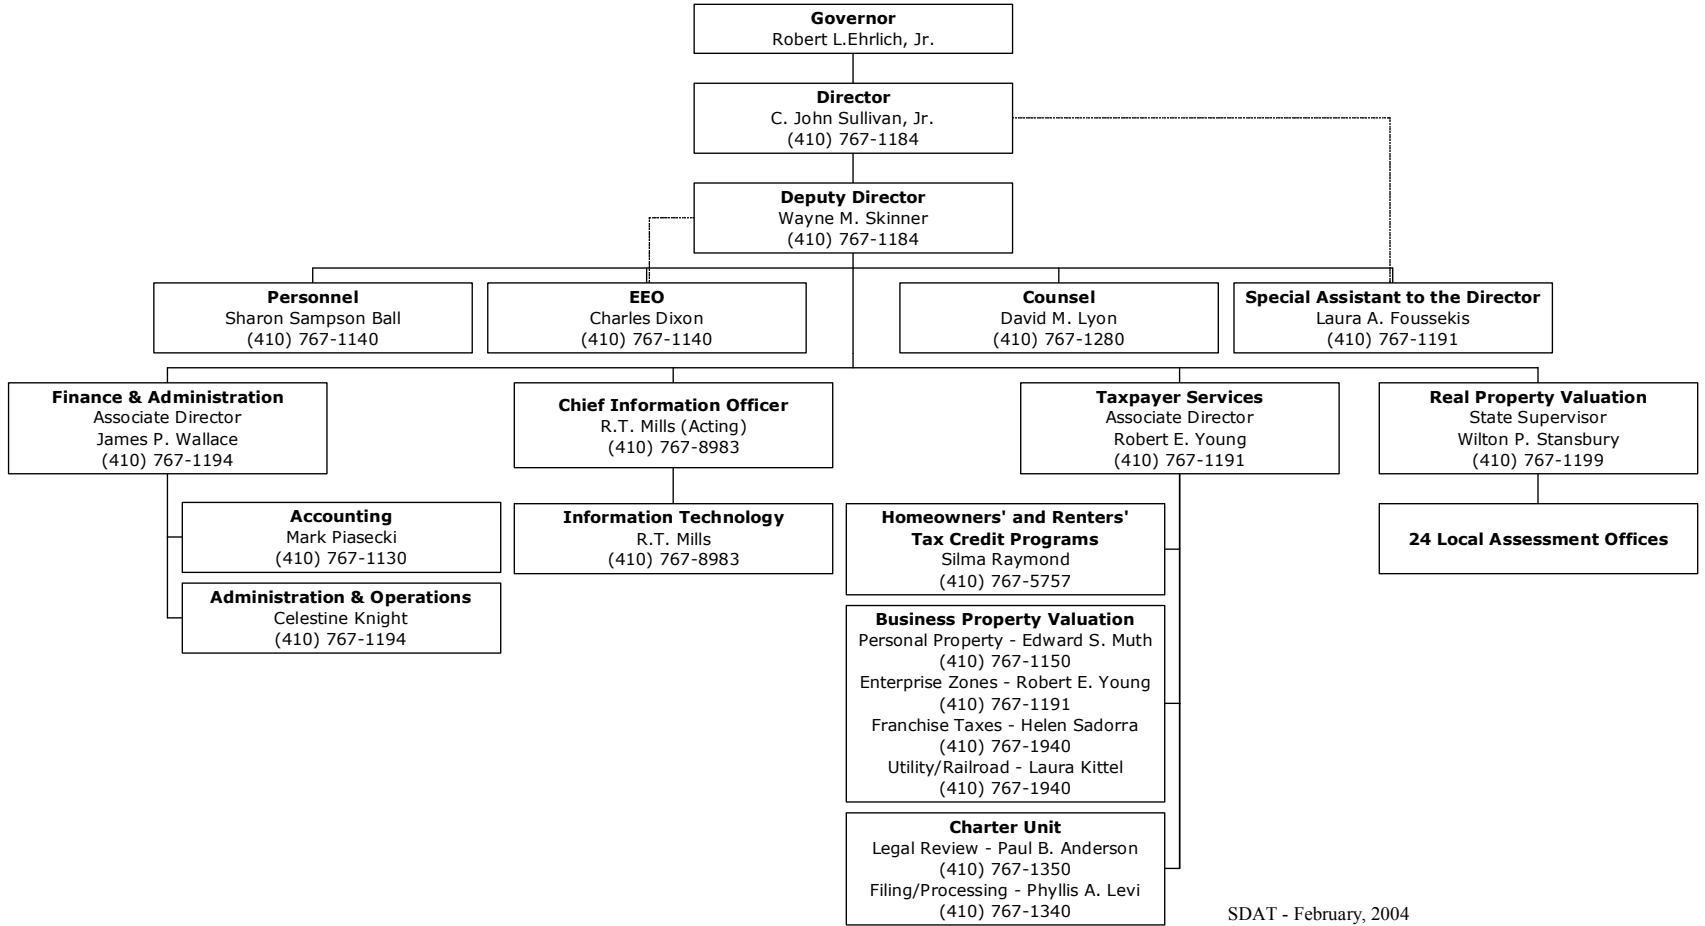 Governor
Robert L.Ehrlich, Jr.
Director
C. John Sullivan, Jr.
(410) 767-1184
Deputy Director
Wayne M. Skinner
(410) 767-1184
Personnel
Sharon Sampson Ball
(410) 767-1140
EEO
Charles Dixon
(410) 767-1140
Counsel
David M. Lyon
(410) 767-1280
Special Assistant to the Director
Laura A. Foussekis
(410) 767-1191
Finance & Administration
Associate Director
James P. Wallace
(410) 767-1194
Chief Information Officer
R.T. Mills (Acting)
(410) 767-8983
Taxpayer Services
Associate Director
Robert E. Young
(410) 767-1191
Real Property Valuation
State Supervisor
Wilton P. Stansbury
(410) 767-1199
Accounting
Mark Piasecki
(410) 767-1130
Administration & Operations
Celestine Knight
(410) 767-1194
Information Technology
R.T. Mills
(410) 767-8983
Homeowners' and Renters'
Tax Credit Programs
Silma Raymond
(410) 767-5757
Business Property Valuation
Personal Property - Edward S. Muth
(410) 767-1150
Enterprise Zones - Robert E. Young
(410) 767-1191
Franchise Taxes - Helen Sadorra
(410) 767-1940
Utility/Railroad - Laura Kittel
(410) 767-1940
Charter Unit
Legal Review - Paul B. Anderson
(410) 767-1350
Filing/Processing - Phyllis A. Levi
(410) 767-1340
24 Local Assessment Offices
SDAT - February, 2004